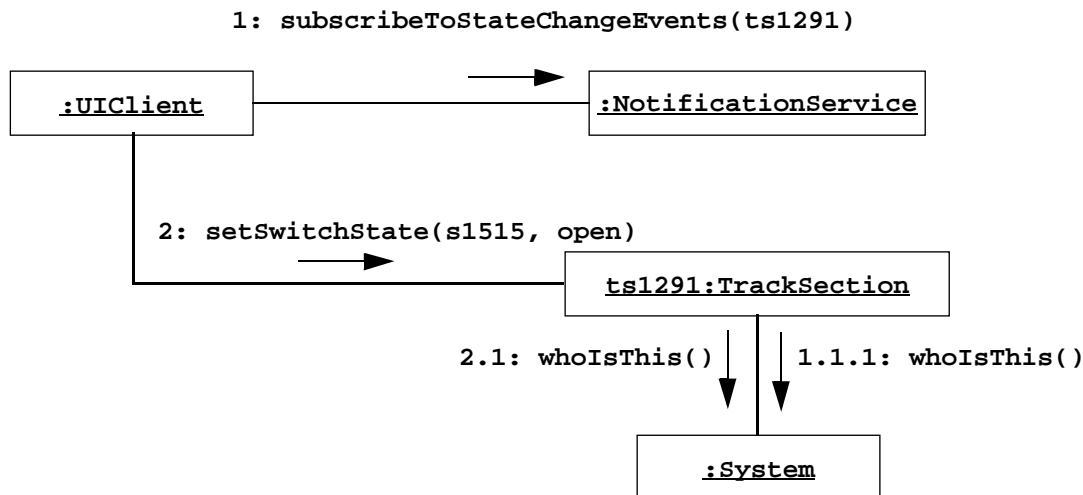 1: subscribeToStateChangeEvents(ts1291)
:UIClient
:NotificationService
2: setSwitchState(s1515, open)
ts1291:TrackSection
2.1: whoIsThis()
1.1.1: whoIsThis()
:System